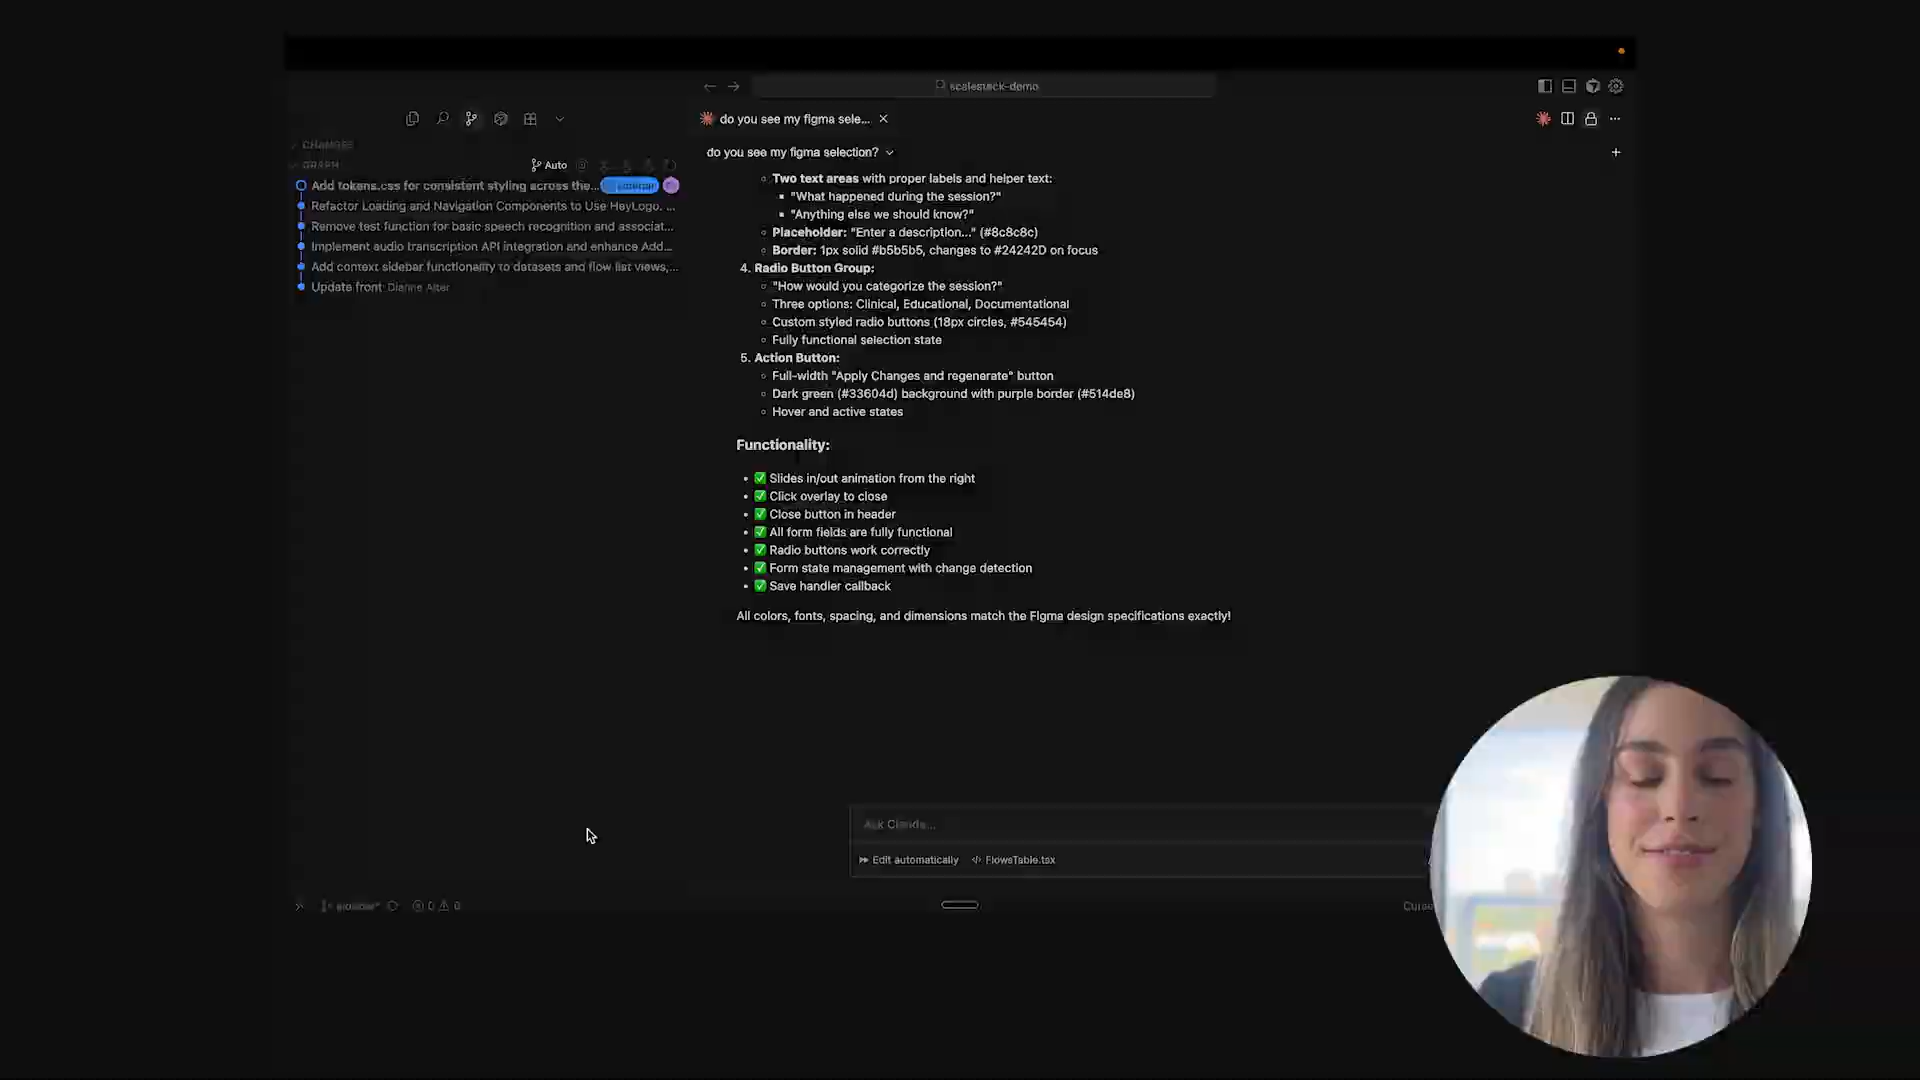 scalestack-demo
do you see my figma sele...
do you see my figma selection?
CHANGES
GRAPH
Auto
Add tokens.css for consistent styling across the...
Refactor Loading and Navigation Components to Use HeyLogo. ...
Remove test function for basic speech recognition and associat...
Implement audio transcription API integration and enhance Add...
Add context sidebar functionality to datasets and flow list views,...
Update front Dianne Alter
Two text areas with proper labels and helper text:
"What happened during the session?"
"Anything else we should know?"
Placeholder: "Enter a description..." (#8c8c8c)
Border: 1px solid #b5b5b5, changes to #24242D on focus
4. Radio Button Group:
"How would you categorize the session?"
Three options: Clinical, Educational, Documentational
Custom styled radio buttons (18px circles, #545454)
Fully functional selection state
5. Action Button:
Full-width "Apply Changes and regenerate" button
Dark green (#33604d) background with purple border (#514de8)
Hover and active states
Functionality:
✅ Slides in/out animation from the right
✅ Click overlay to close
✅ Close button in header
✅ All form fields are fully functional
✅ Radio buttons work correctly
✅ Form state management with change detection
✅ Save handler callback
All colors, fonts, spacing, and dimensions match the Figma design specifications exactly!
Ask Claude...
Edit automatically
FlowsTable.tsx
0 0